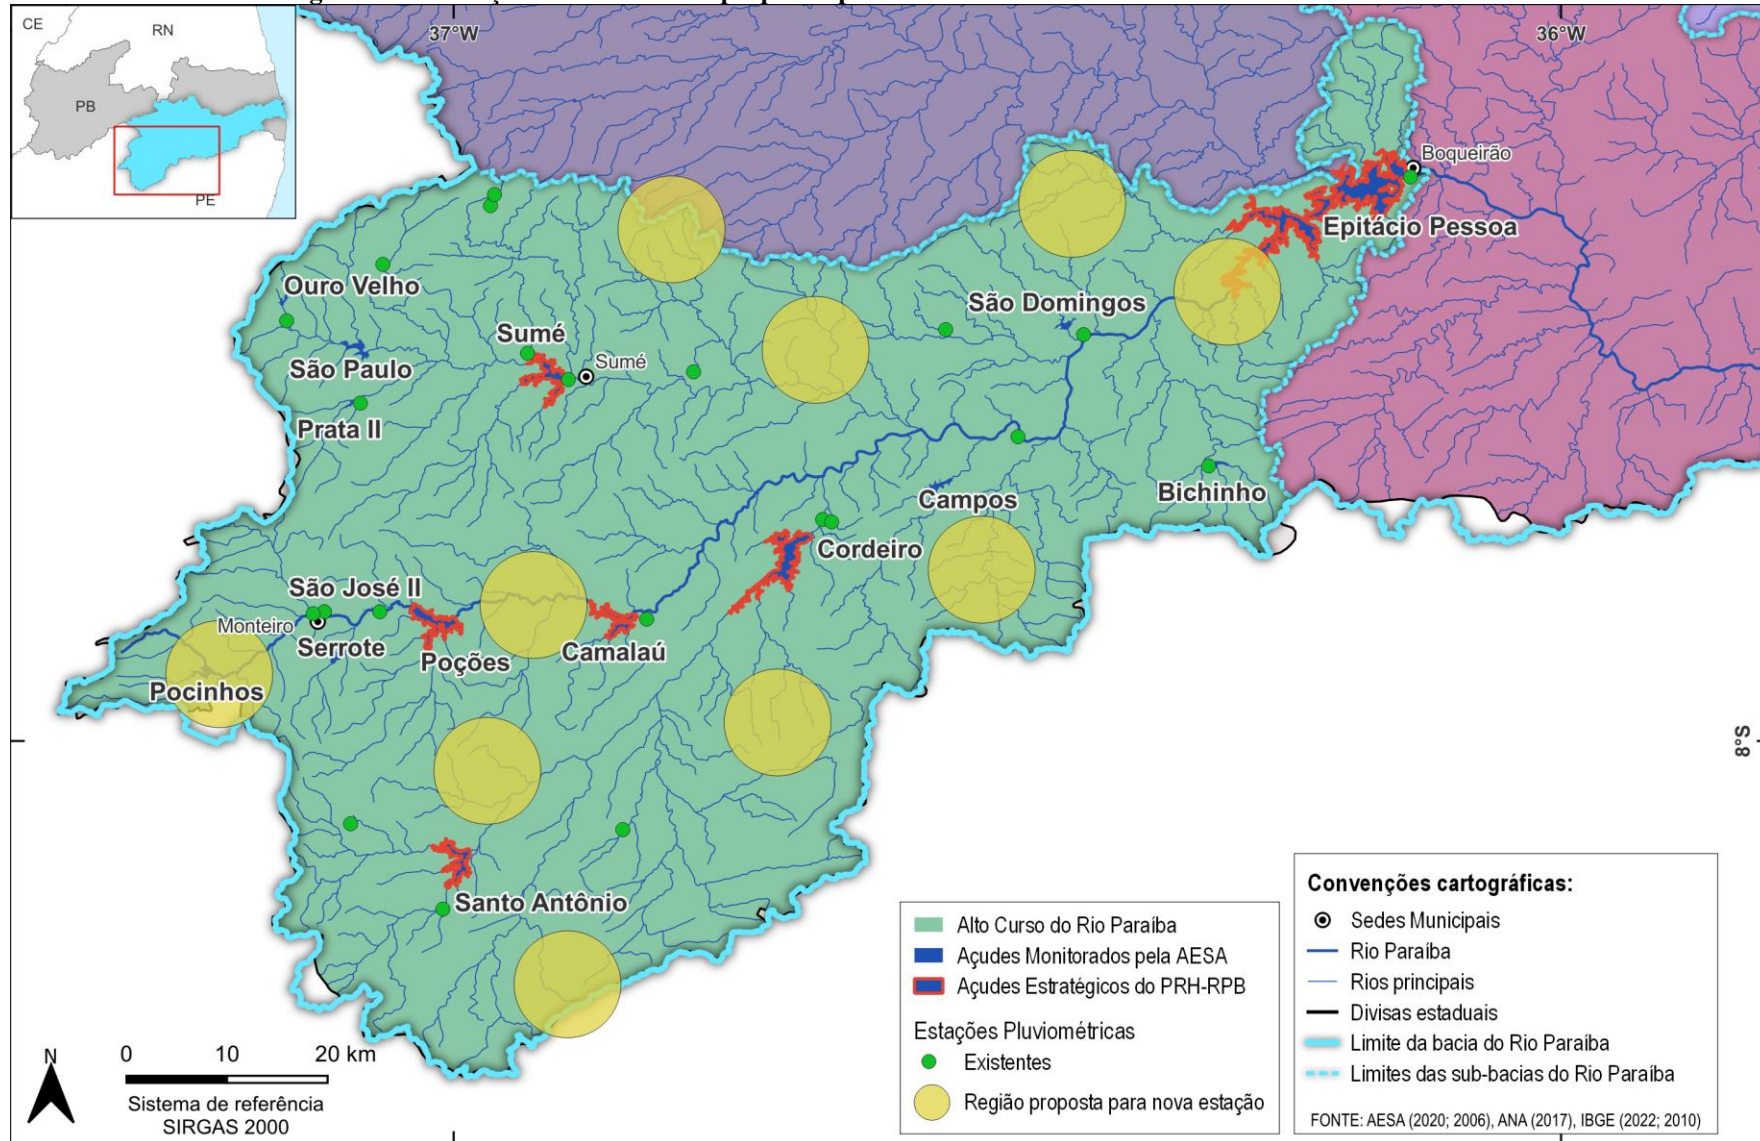 CE
RN
PB
PE
37°W
36°W
Boqueirão
Epitácio Pessoa
Ouro Velho
São Domingos
Sumé
Sumé
São Paulo
Prata II
Campos
Bichinho
Cordeiro
São José II
Monteiro
Serrote
Poções
Camalaú
Pocinhos
8°S
Santo Antônio
N
0 10 20 km
Sistema de referência
SIRGAS 2000
Alto Curso do Rio Paraíba
Açudes Monitorados pela AESA
Açudes Estratégicos do PRH-RPB
Estações Pluviométricas
Existentes
Região proposta para nova estação
Convenções cartográficas:
Sedes Municipais
Rio Paraíba
Rios principais
Divisas estaduais
Limite da bacia do Rio Paraíba
Limites das sub-bacias do Rio Paraíba
FONTE: AESA (2020; 2006), ANA (2017), IBGE (2022; 2010)